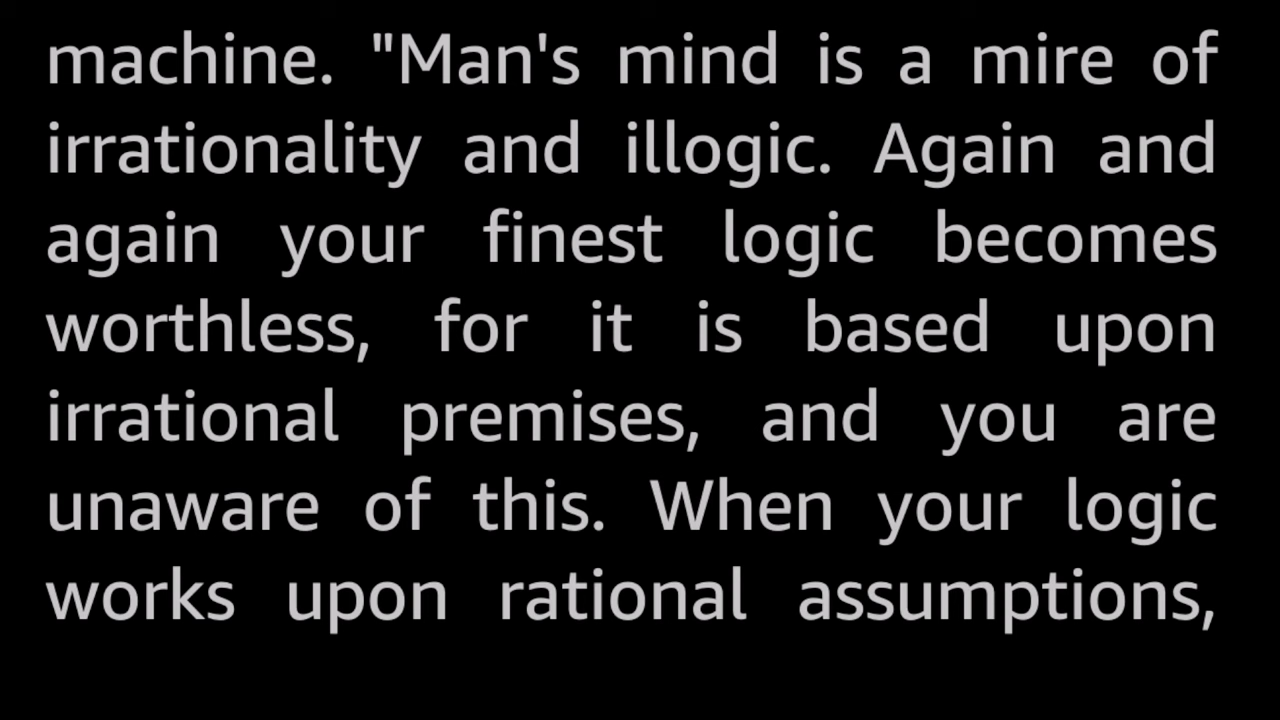 machine. "Man's mind is a mire of
irrationality and illogic. Again and
again your finest logic becomes
worthless, for it is based upon
irrational premises, and you are
unaware of this. When your logic
works upon rational assumptions,